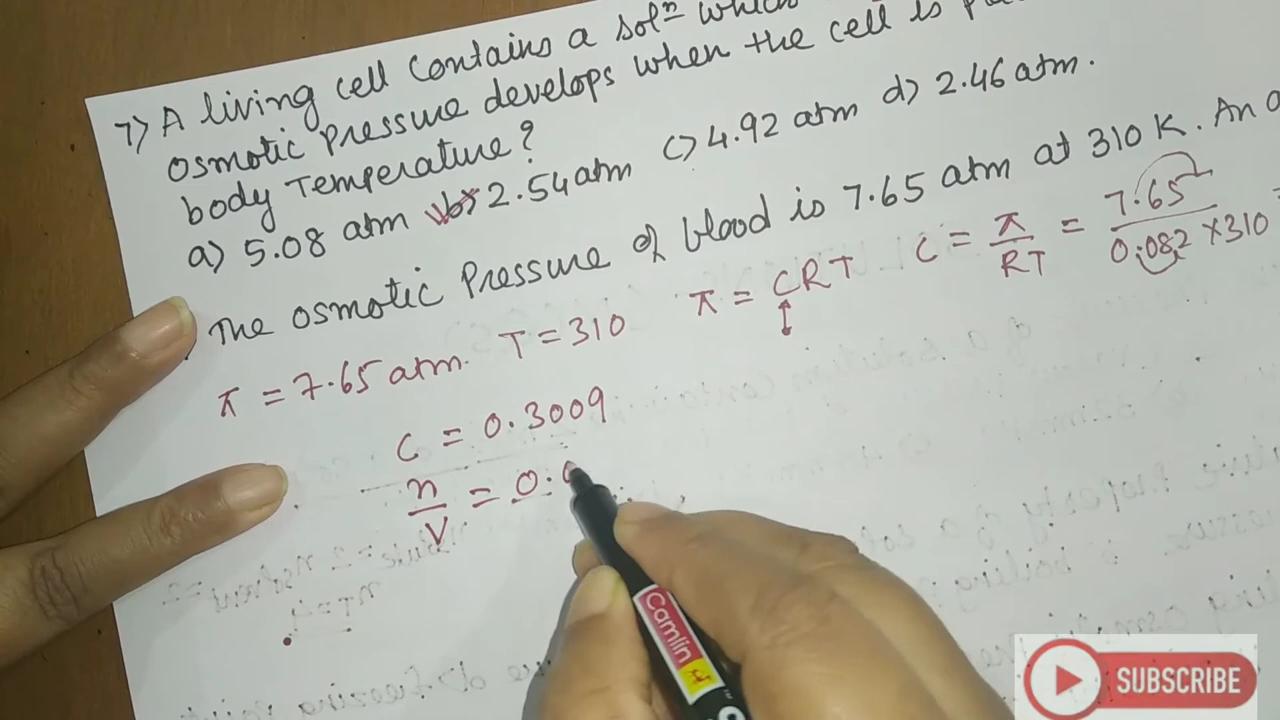 7) A living cell contains a solⁿ which
osmotic pressure develops when the cell is
body Temperature?
a) 5.08 atm b) 2.54 atm c) 4.92 atm d) 2.46 atm.
The osmotic pressure of blood is 7.65 atm at 310 K. An
π = 7.65 atm. T = 310 π = CRT C = π/RT = 7.65/0.082 × 310
C = 0.3009
n/V = 0.
Camlin
SUBSCRIBE